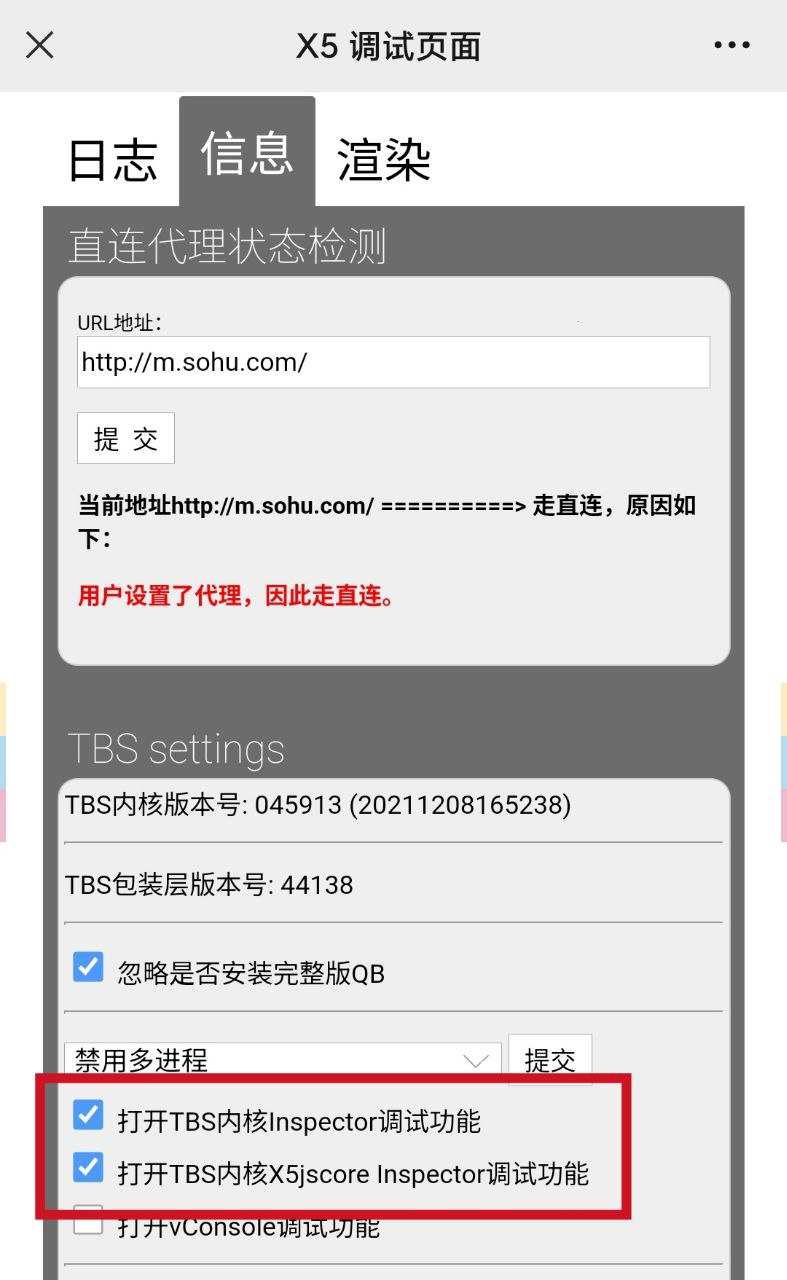 X5 调试页面
日志 信息 渲染
直连代理状态检测
URL地址:
http://m.sohu.com/
提 交
当前地址http://m.sohu.com/ ==========> 走直连，原因如
下：
用户设置了代理，因此走直连。
TBS settings
TBS内核版本号: 045913 (20211208165238)
TBS包装层版本号: 44138
忽略是否安装完整版QB
禁用多进程 提交
打开TBS内核Inspector调试功能
打开TBS内核X5jscore Inspector调试功能
打开vConsole调试功能